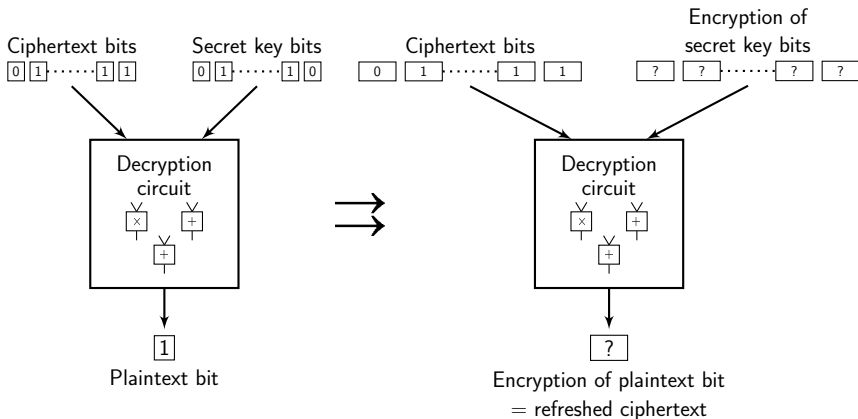 Ciphertext bits
0 1 ........ 1 1
Secret key bits
0 1 ........ 1 0
Decryption
circuit
× +
+
1
Plaintext bit
Ciphertext bits
0 1 ........ 1 1
Encryption of
secret key bits
? ? ........ ? ?
Decryption
circuit
× +
+
?
Encryption of plaintext bit
= refreshed ciphertext